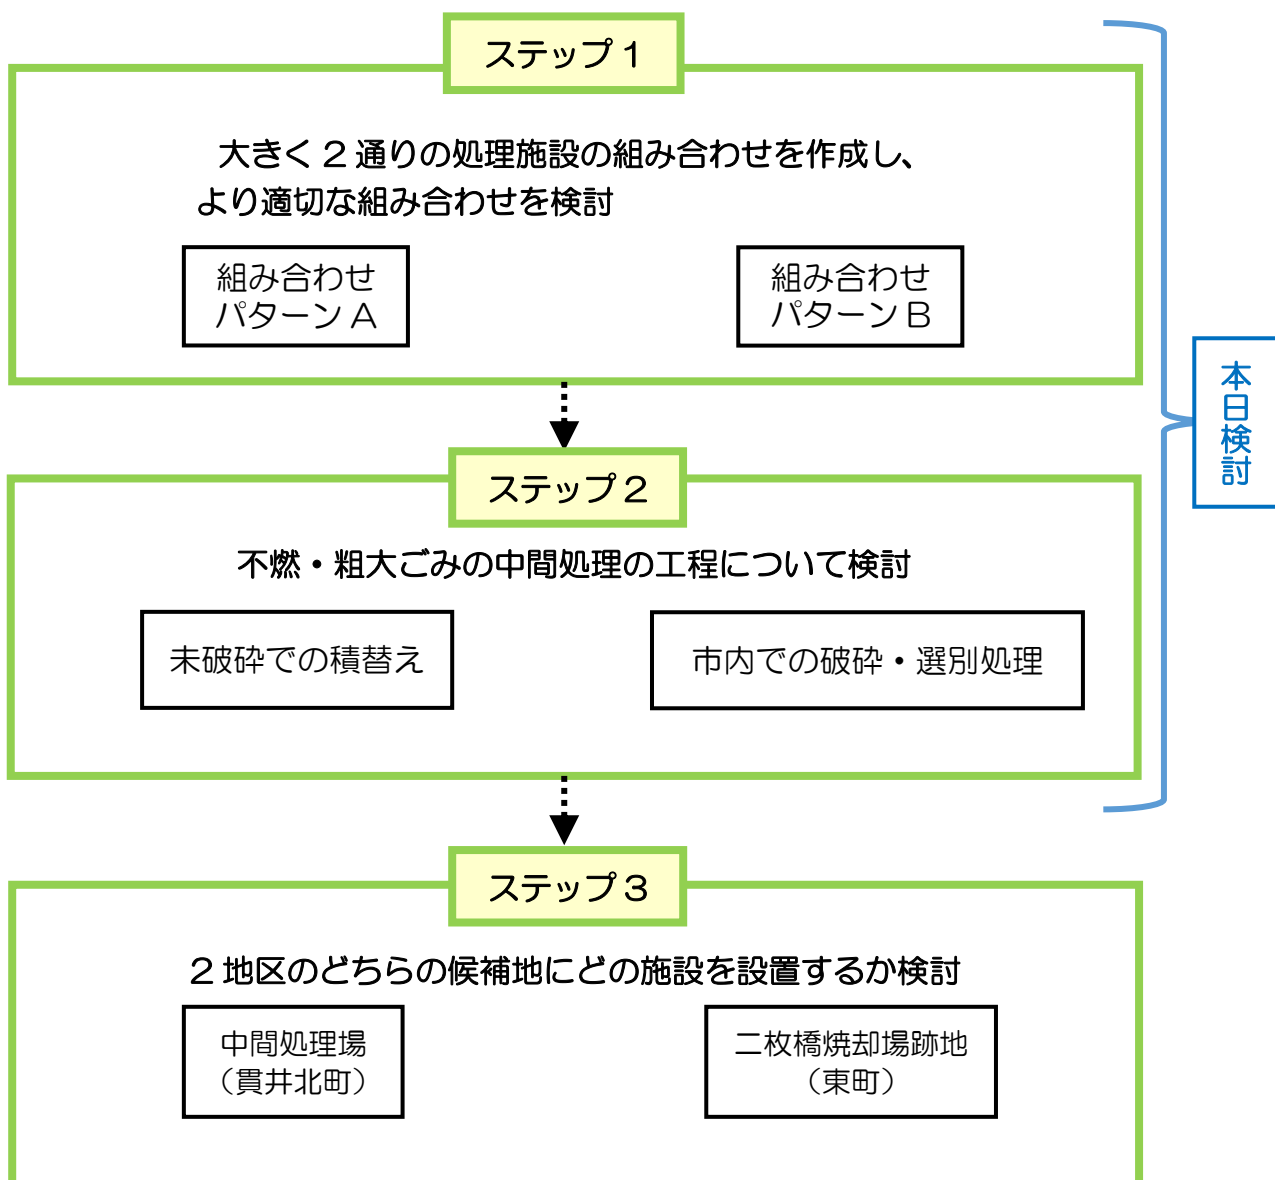 ステップ１
大きく２通りの処理施設の組み合わせを作成し、
より適切な組み合わせを検討
組み合わせ
パターンＡ
組み合わせ
パターンＢ
本日検討
ステップ２
不燃・粗大ごみの中間処理の工程について検討
未破砕での積替え
市内での破砕・選別処理
ステップ３
２地区のどちらの候補地にどの施設を設置するか検討
中間処理場
（貫井北町）
二枚橋焼却場跡地
（東町）